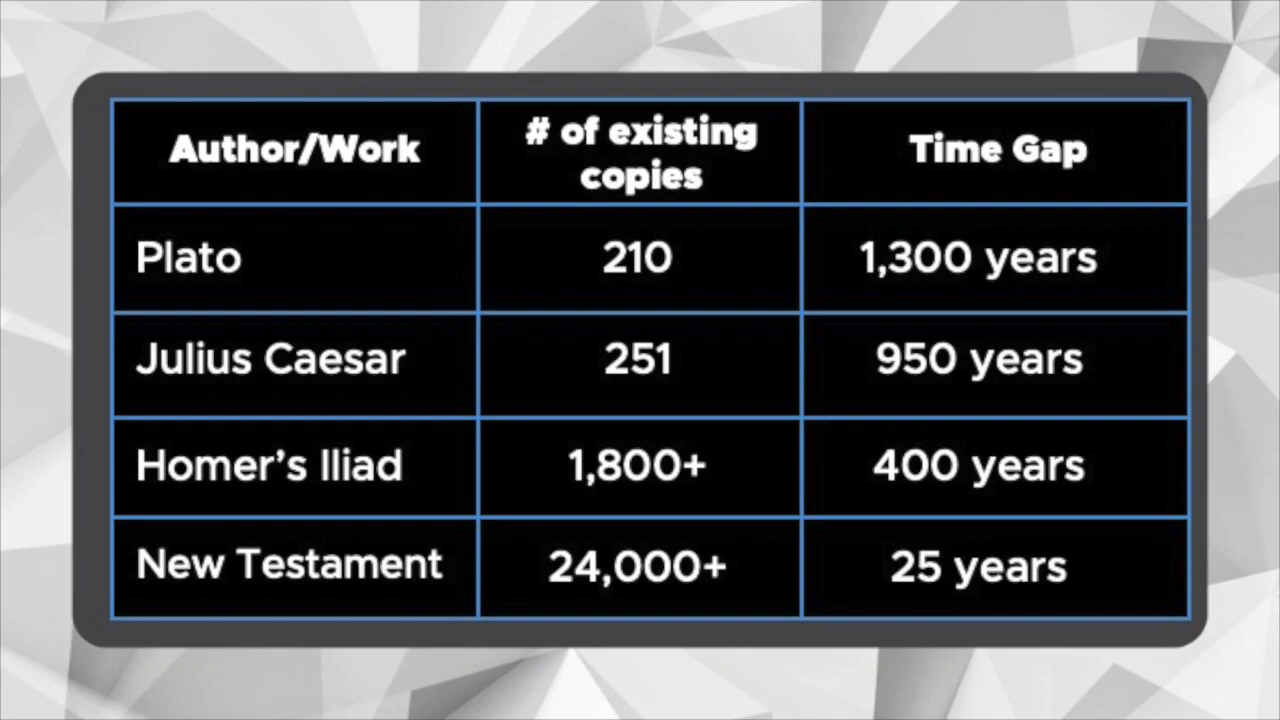 Author/Work
# of existing
copies
Time Gap
Plato
210
1,300 years
Julius Caesar
251
950 years
Homer’s Iliad
1,800+
400 years
New Testament
24,000+
25 years